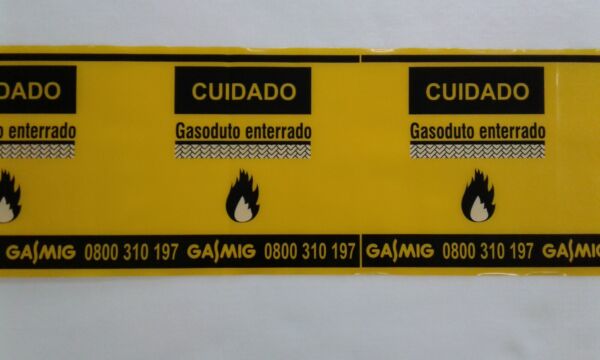 DADO CUIDADO CUIDADO
o enterrado Gasoduto enterrado Gasoduto enterrado
GASMIG 0800 310 197 GASMIG 0800 310 197 GASMIG 0800 310 197 GASMI